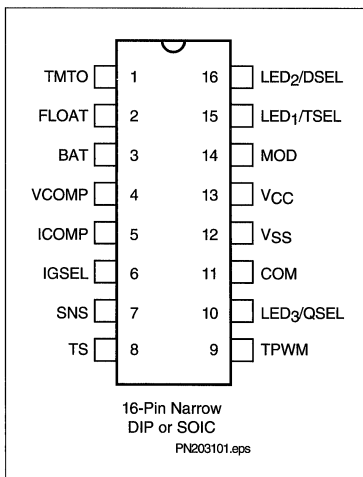 TMTO 1 16 LED2/DSEL
FLOAT 2 15 LED1/TSEL
BAT 3 14 MOD
VCOMP 4 13 VCC
ICOMP 5 12 VSS
IGSEL 6 11 COM
SNS 7 10 LED3/QSEL
TS 8 9 TPWM
16-Pin Narrow
DIP or SOIC
PN203101.eps